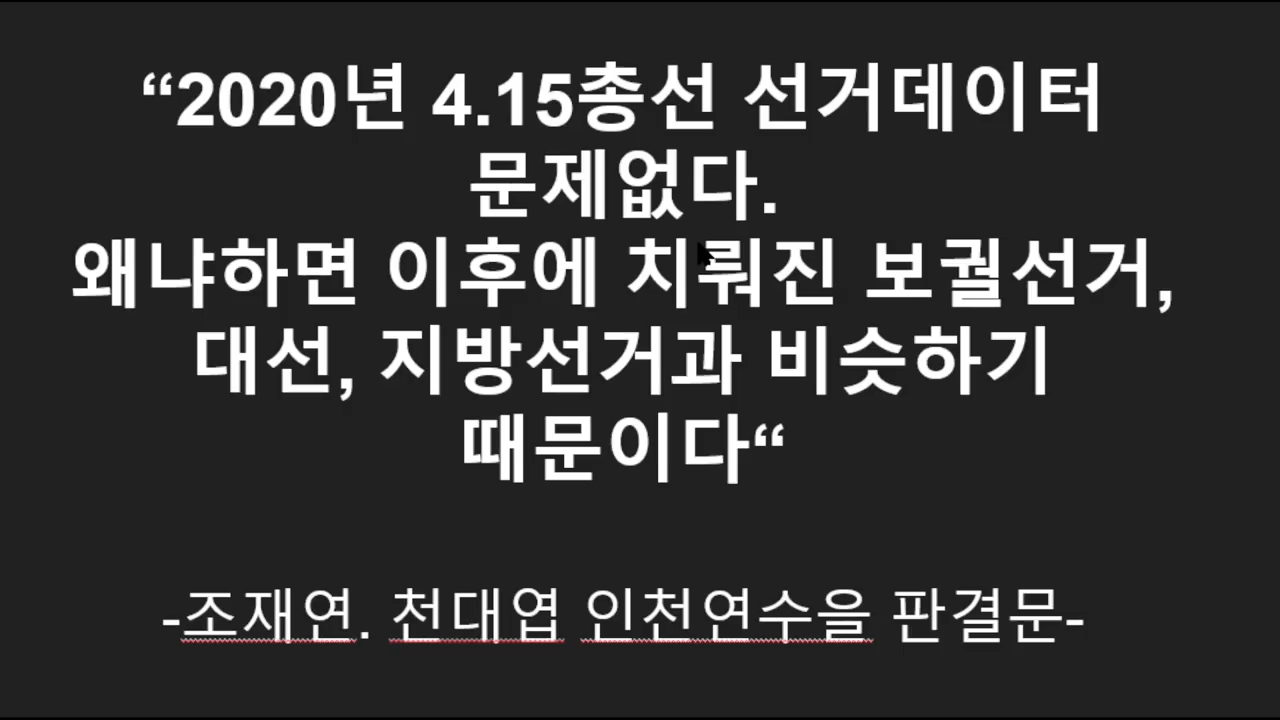 “2020년 4.15총선 선거데이터
문제없다.
왜냐하면 이후에 치뤄진 보궐선거,
대선, 지방선거과 비슷하기
때문이다“
-조재연. 천대엽 인천연수을 판결문-